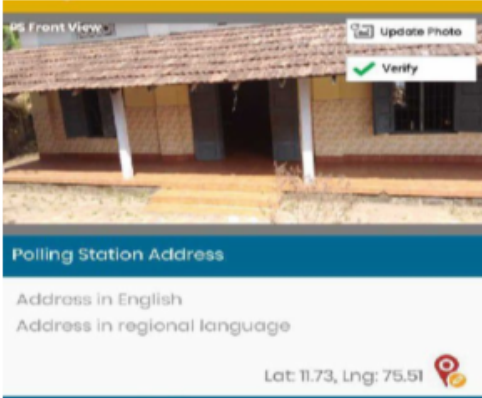 PS Front View
Update Photo
Verify
Polling Station Address
Address in English
Address in regional language
Lat: 11.73, Lng: 75.51